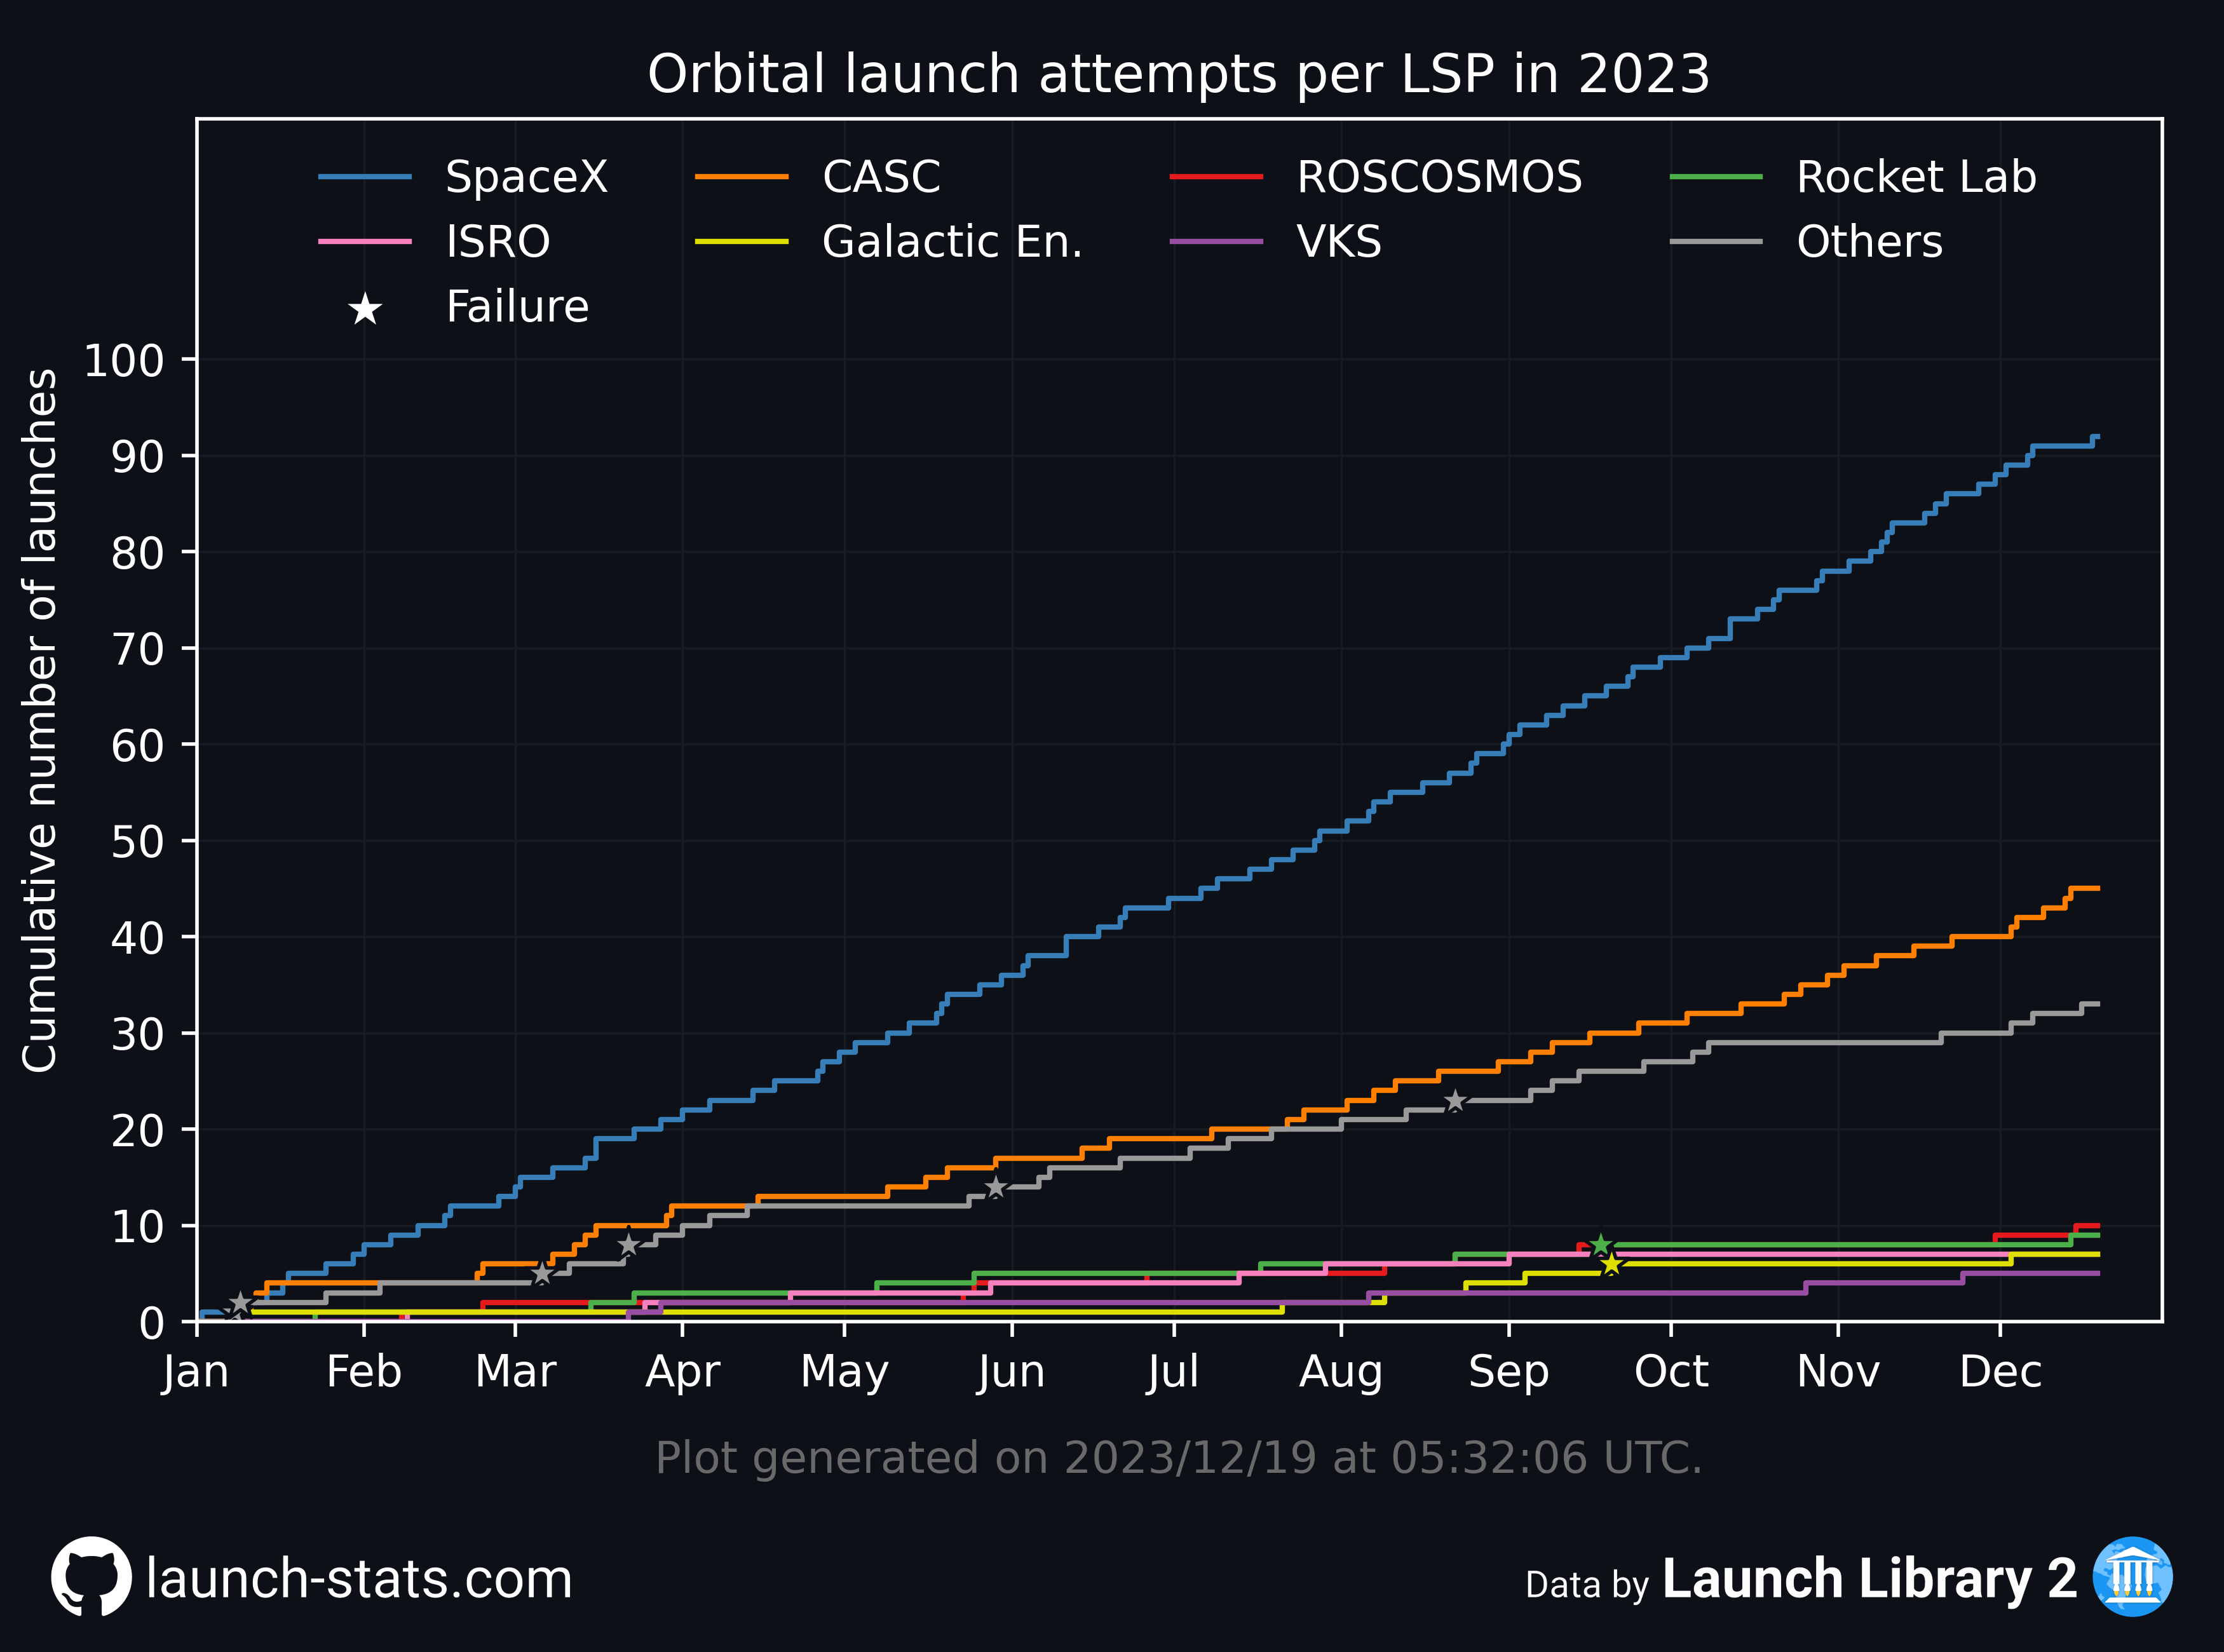 Orbital launch attempts per LSP in 2023
SpaceX CASC ROSCOSMOS Rocket Lab
ISRO Galactic En. VKS Others
Failure
Cumulative number of launches
100
90
80
70
60
50
40
30
20
10
0
Jan Feb Mar Apr May Jun Jul Aug Sep Oct Nov Dec
Plot generated on 2023/12/19 at 05:32:06 UTC.
launch-stats.com
Data by Launch Library 2